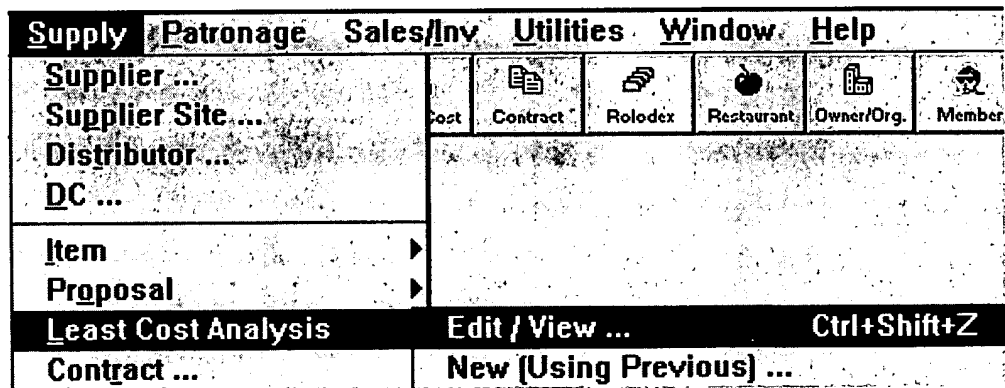 Supply Patronage Sales/Inv Utilities Window Help
Supplier ...
Supplier Site ...
Distributor ...
DC ...
Cost Contract Rolodex Restaurant Owner/Org. Member
Item
Proposal
Least Cost Analysis Edit / View ... Ctrl+Shift+Z
Contract ... New (Using Previous) ...